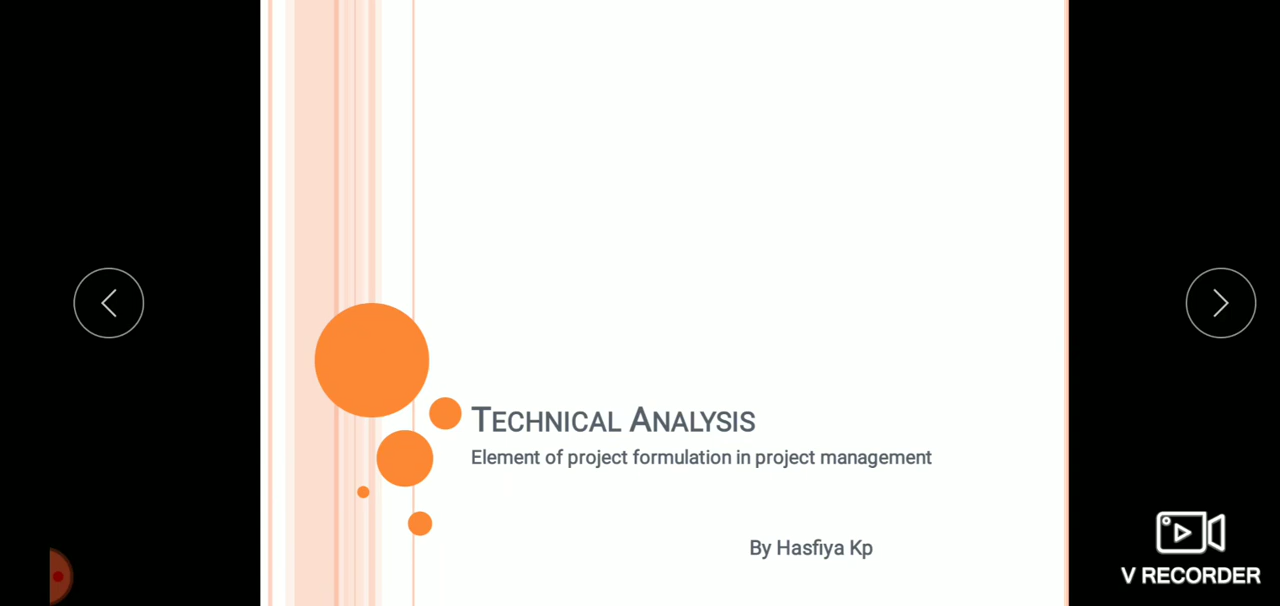 TECHNICAL ANALYSIS
Element of project formulation in project management
By Hasfiya Kp
V RECORDER